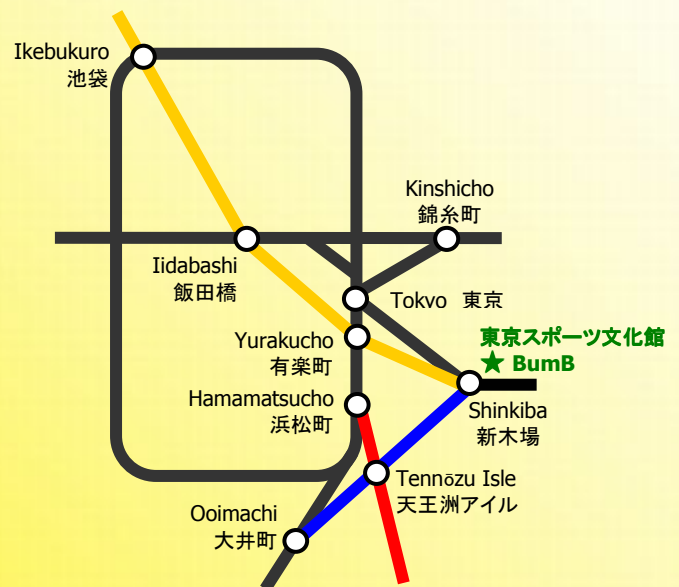 Ikebukuro
池袋
Kinshicho
錦糸町
Iidabashi
飯田橋
Tokvo 東京
Yurakucho
有楽町
東京スポーツ文化館
★ BumB
Hamamatsucho
浜松町
Shinkiba
新木場
Tennōzu Isle
天王洲アイル
Ooimachi
大井町